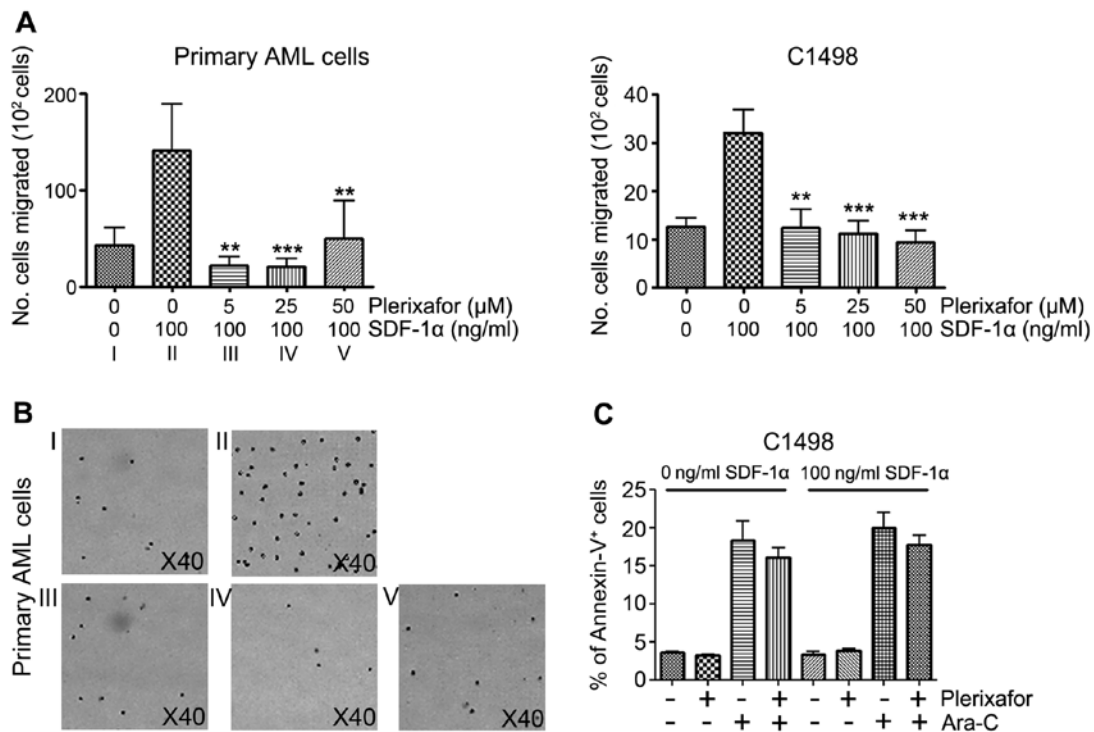 A
Primary AML cells
No. cells migrated (10² cells)
200
100
0
0 0 5 25 50 Plerixafor (µM)
0 100 100 100 100 SDF-1α (ng/ml)
I II III IV V
** *** **
C1498
No. cells migrated (10² cells)
40
30
20
10
0
** *** ***
0 0 5 25 50 Plerixafor (µM)
0 100 100 100 100 SDF-1α (ng/ml)
B
Primary AML cells
I X40
II X40
III X40
IV X40
V X40
C
C1498
0 ng/ml SDF-1α 100 ng/ml SDF-1α
% of Annexin-V⁺ cells
25
20
15
10
5
0
- + - + - + - + Plerixafor
- - + + - - + + Ara-C